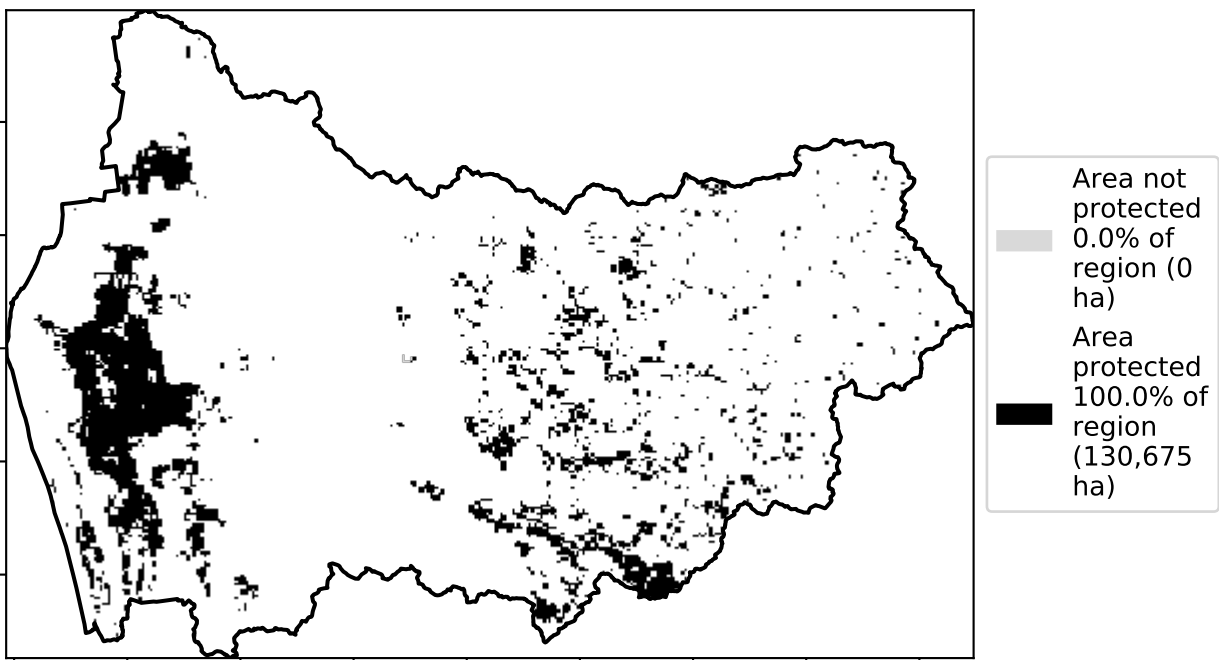 Area not
protected
0.0% of
region (0
ha)
Area
protected
100.0% of
region
(130,675
ha)